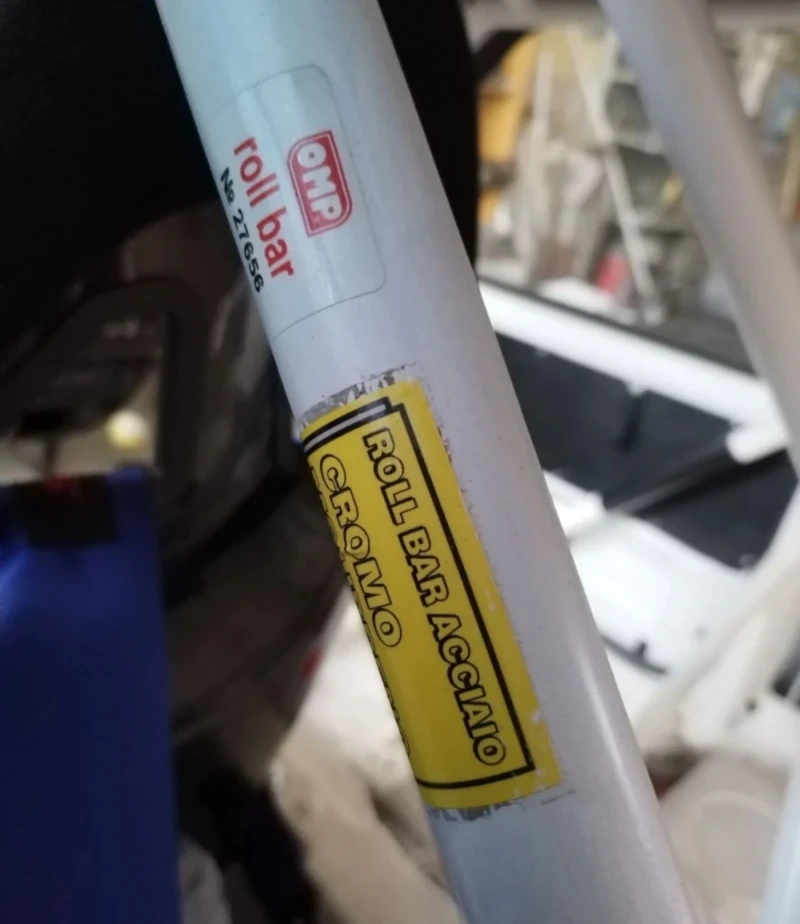 OMP
roll bar
№ 27656
ROLL BAR ACCIAIO
CROMO